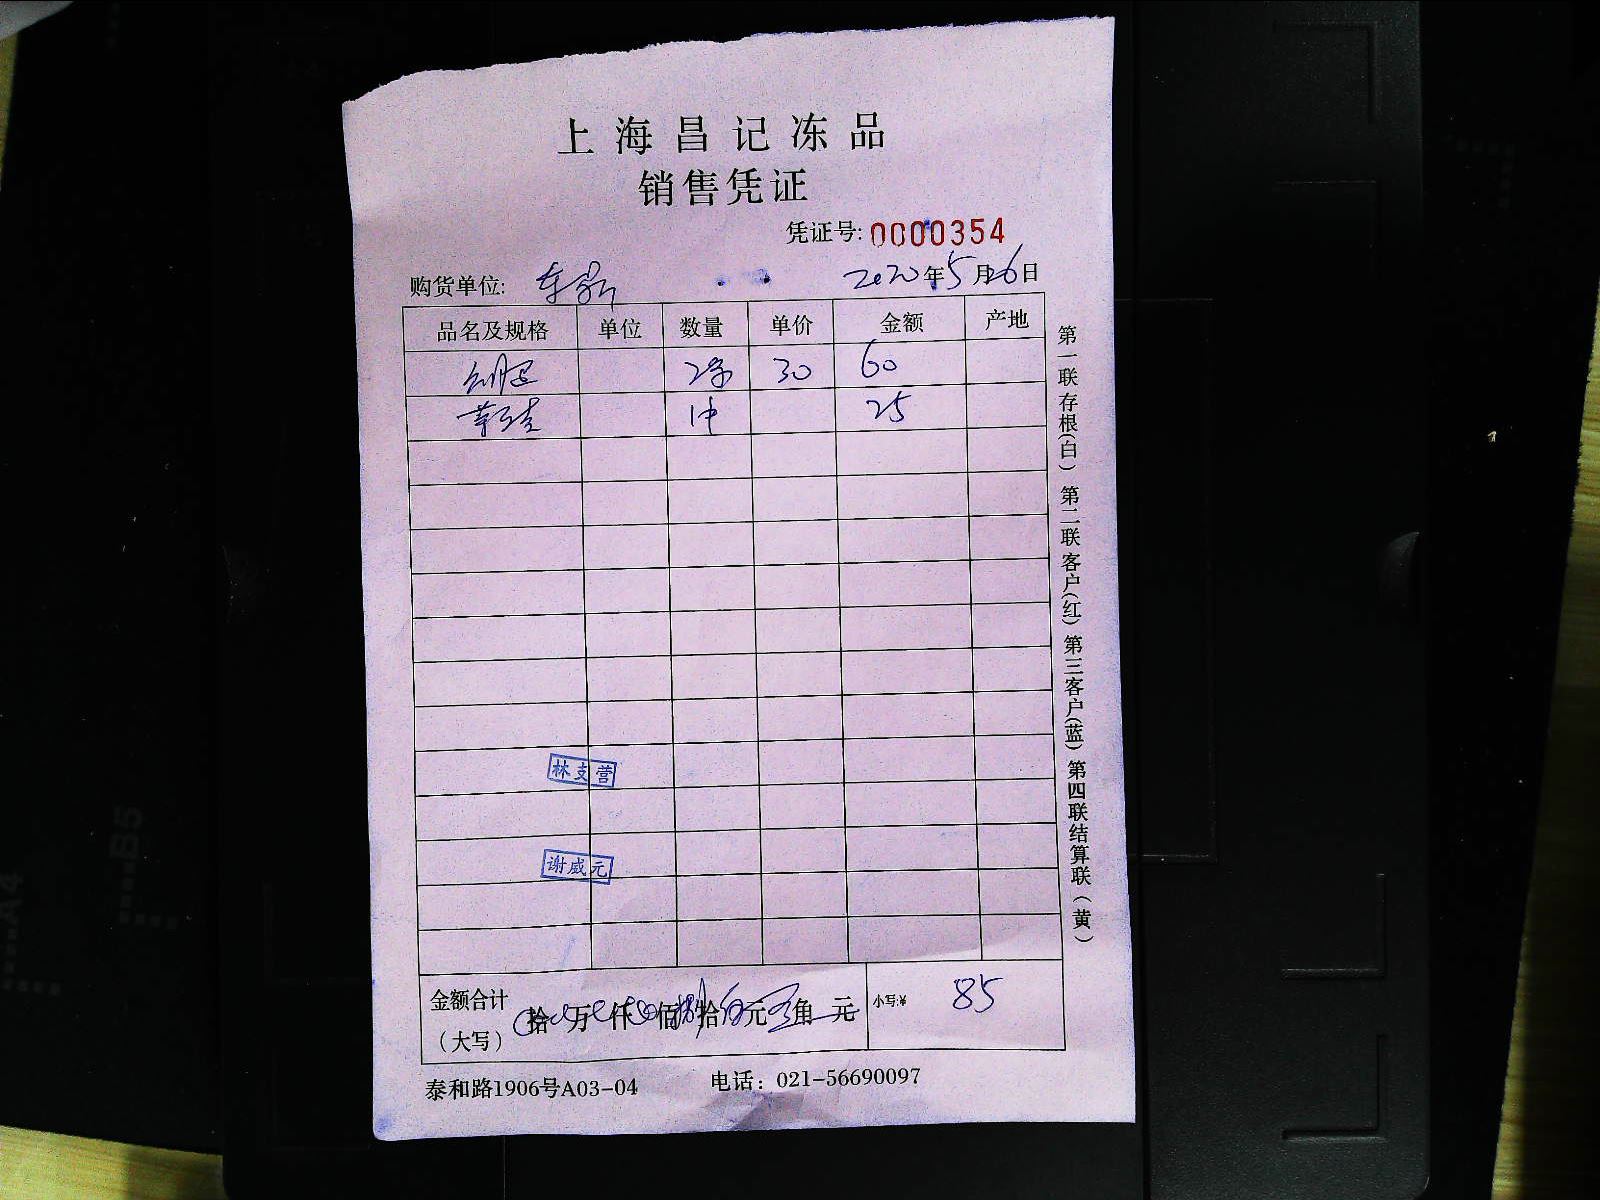 上海昌记冻品
销售凭证
凭证号: 0000354
购货单位: 2020年5月26日
品名及规格 单位 数量 单价 金额 产地
30 60
25
林支营
谢威元
金额合计
（大写） 拾 万 仟 佰 拾 元 角 元 小写:¥ 85
泰和路1906号A03-04 电话：021-56690097
第一联存根(白) 第二联客户(红) 第三客户(蓝) 第四联结算联(黄)